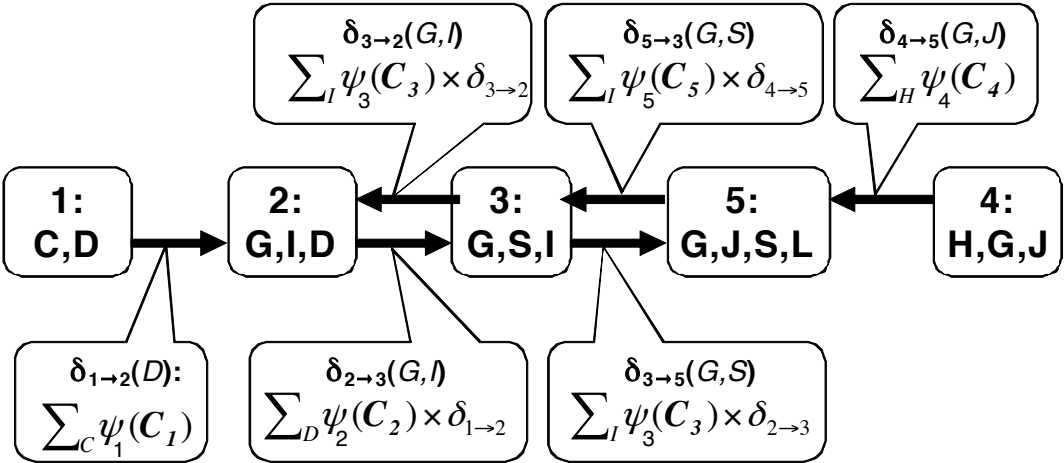 δ3→2(G,I)
∑I ψ3(C3) × δ3→2
δ5→3(G,S)
∑I ψ5(C5) × δ4→5
δ4→5(G,J)
∑H ψ4(C4)
1:
C,D
2:
G,I,D
3:
G,S,I
5:
G,J,S,L
4:
H,G,J
δ1→2(D):
∑C ψ1(C1)
δ2→3(G,I)
∑D ψ2(C2) × δ1→2
δ3→5(G,S)
∑I ψ3(C3) × δ2→3